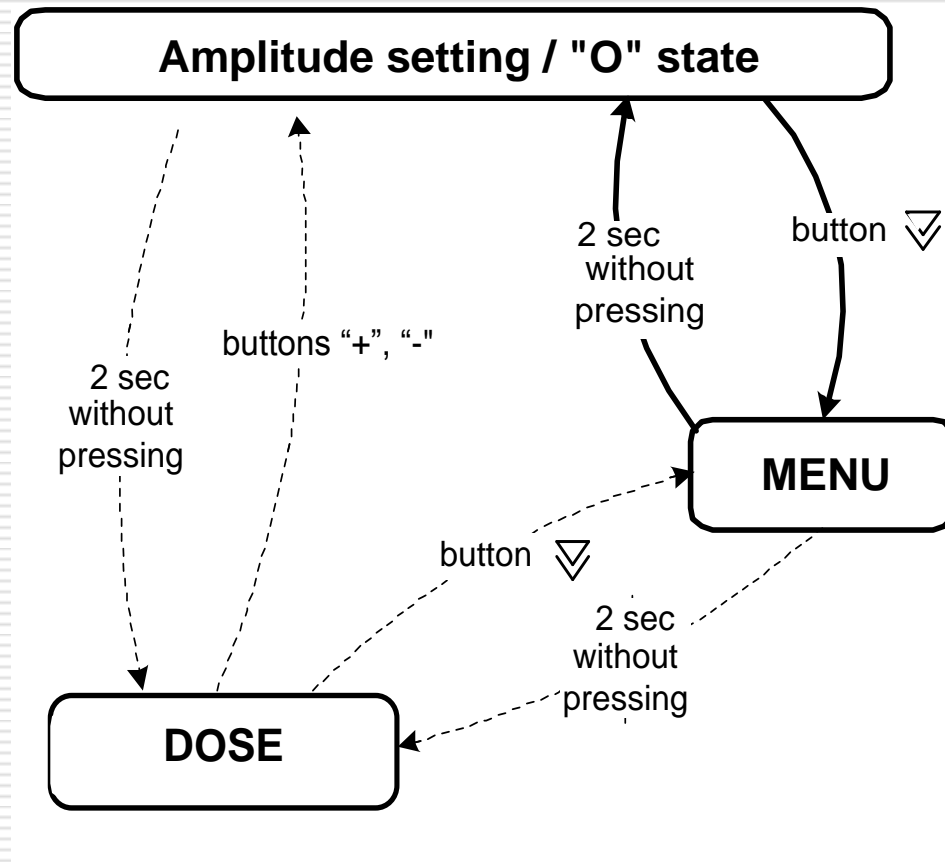 Amplitude setting / "O" state
2 sec
without
pressing
button
buttons “+”, “-"
2 sec
without
pressing
MENU
button
2 sec
without
pressing
DOSE